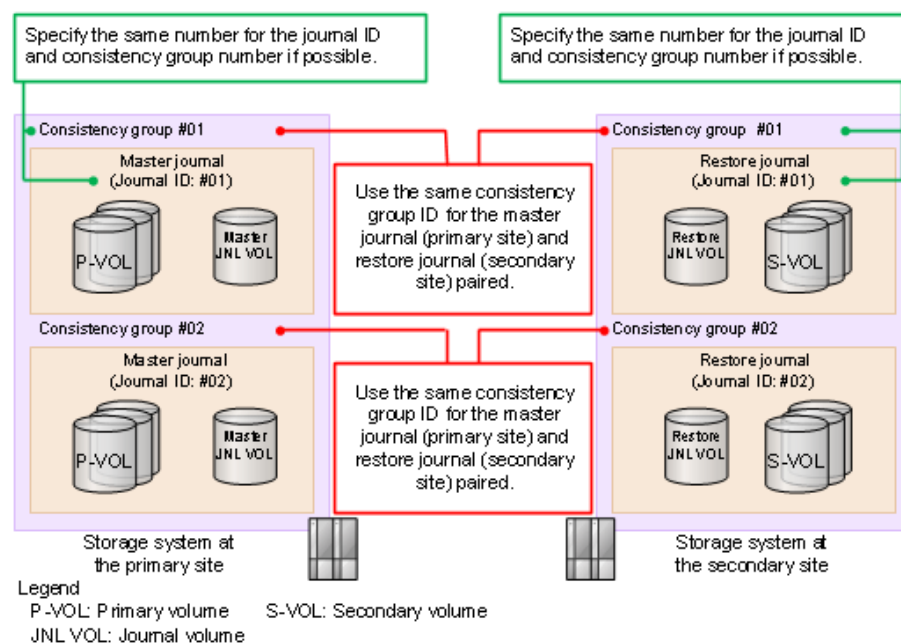 Specify the same number for the journal ID
and consistency group number if possible.
Specify the same number for the journal ID
and consistency group number if possible.
Consistency group #01
Master journal
(Journal ID: #01)
P-VOL
Master
JNL VOL
Use the same consistency
group ID for the master
journal (primary site) and
restore journal (secondary
site) paired.
Consistency group #01
Restore journal
(Journal ID: #01)
Restore
JNL VOL
S-VOL
Consistency group #02
Master journal
(Journal ID: #02)
P-VOL
Master
JNL VOL
Use the same consistency
group ID for the master
journal (primary site) and
restore journal (secondary
site) paired.
Consistency group #02
Restore journal
(Journal ID: #02)
Restore
JNL VOL
S-VOL
Storage system at
the primary site
Storage system at
the secondary site
Legend
P-VOL: Primary volume S-VOL: Secondary volume
JNL VOL: Journal volume